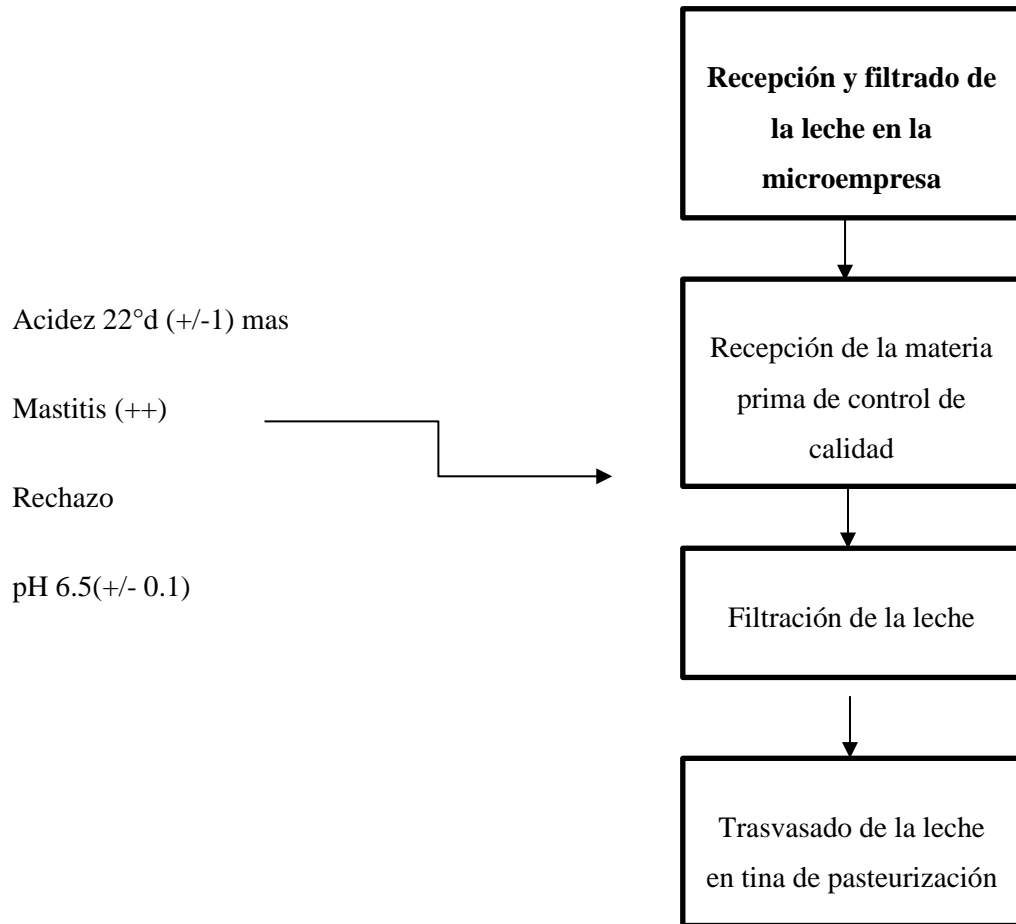 Recepción y filtrado de
la leche en la
microempresa
Acidez 22°d (+/-1) mas
Mastitis (++)
Rechazo
pH 6.5(+/- 0.1)
Recepción de la materia
prima de control de
calidad
Filtración de la leche
Trasvasado de la leche
en tina de pasteurización